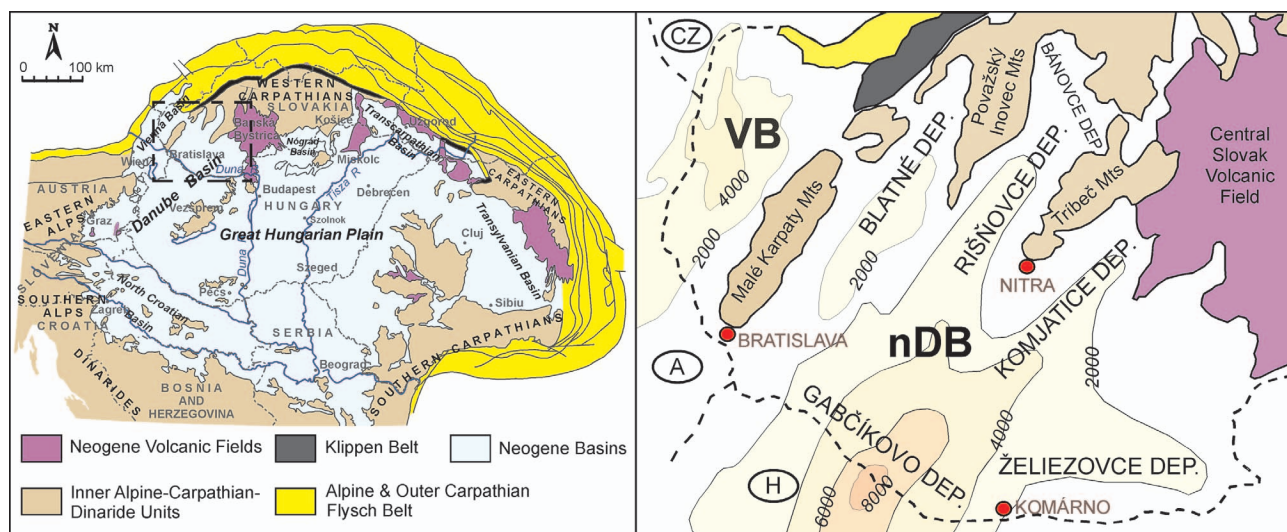 N
0
100 km
WESTERN
CARPATHIANS
SLOVAKIA
Vienna Basin
Banská
Bystrica
Košice
Užgorod
Transcarpathian
Basin
Nógrad
Basin
Miskolc
Wien
Bratislava
Duna R.
Danube Basin
Tisza R.
AUSTRIA
EASTERN
ALPS
Budapest
HUNGARY
Debrecen
EASTERN
CARPATHIANS
Veszprem
Szolnok
Graz
Great Hungarian Plain
Cluj
Transylvanian Basin
Duna
Szeged
SOUTHERN
ALPS
North Croatian
Basin
Pécs
Zagreb
CROATIA
Sibiu
SERBIA
Beograd
SOUTHERN CARPATHIANS
DINARIDES
BOSNIA
AND
HERZEGOVINA
Neogene Volcanic Fields
Klippen Belt
Neogene Basins
Inner Alpine-Carpathian-
Dinaride Units
Alpine & Outer Carpathian
Flysch Belt
CZ
VB
4000
2000
Malé Karpaty Mts
BLATNÉ DEP.
2000
Považský
Inovec Mts
BÁNOVCE DEP.
RIŠŇOVCE DEP.
Tribeč Mts
Central
Slovak
Volcanic
Field
NITRA
BRATISLAVA
nDB
KOMJATICE DEP.
2000
A
GABČÍKOVO DEP.
4000
ŽELIEZOVCE DEP.
H
6000
8000
KOMÁRNO